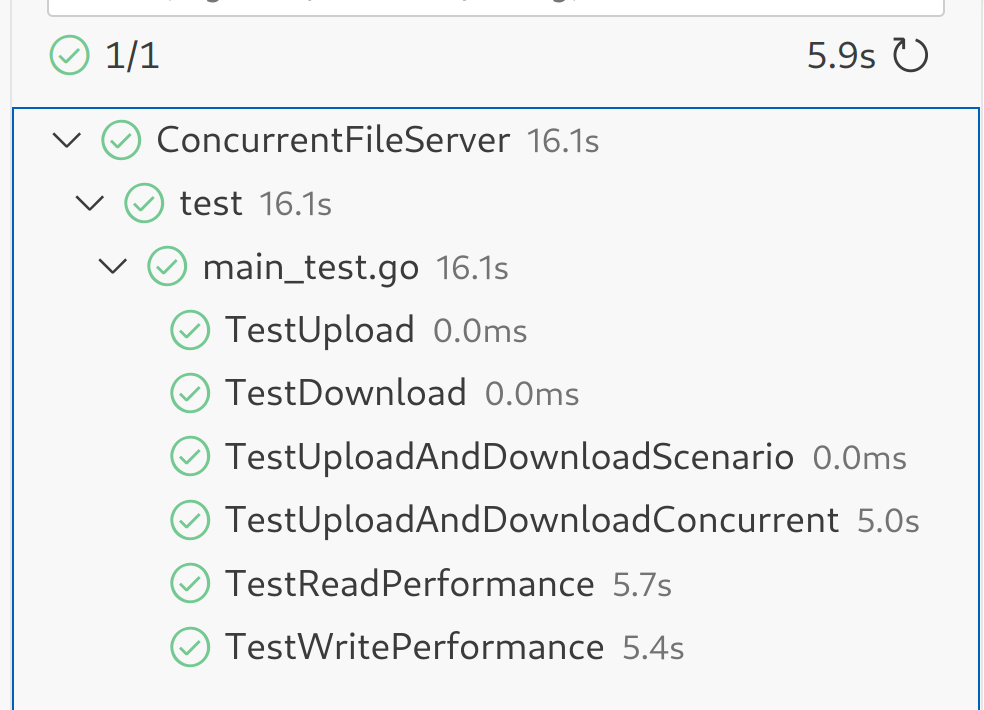 1/1 5.9s
ConcurrentFileServer 16.1s
test 16.1s
main_test.go 16.1s
TestUpload 0.0ms
TestDownload 0.0ms
TestUploadAndDownloadScenario 0.0ms
TestUploadAndDownloadConcurrent 5.0s
TestReadPerformance 5.7s
TestWritePerformance 5.4s